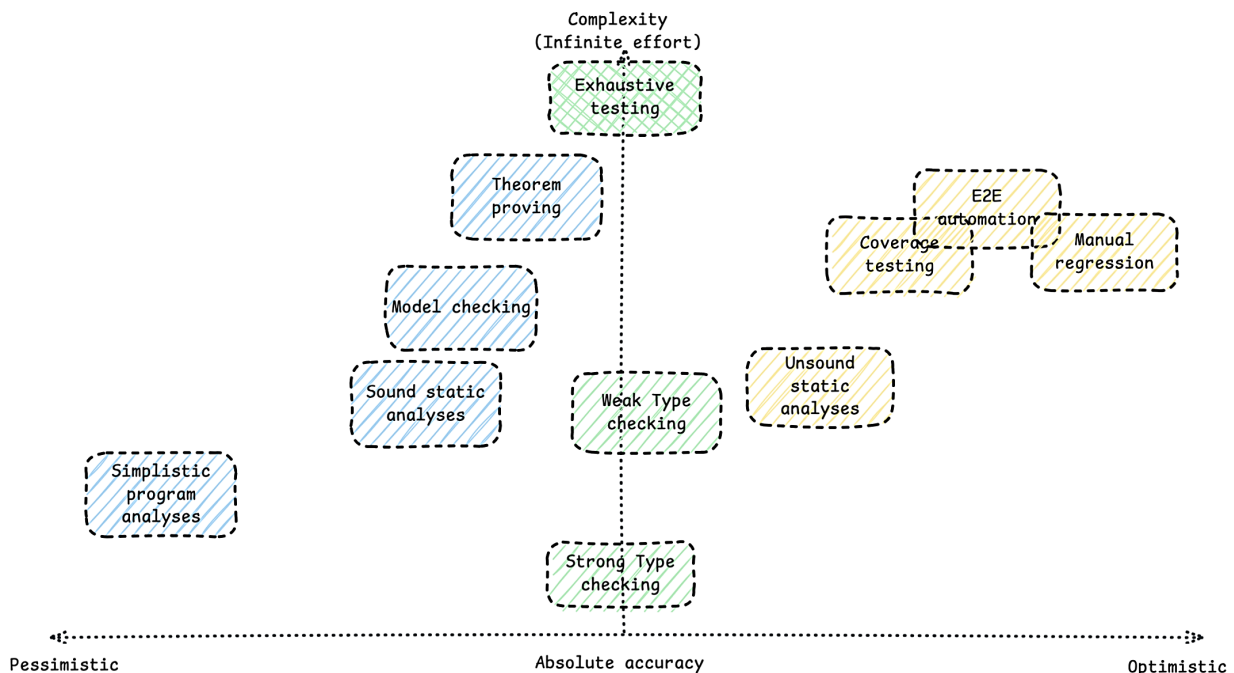 Complexity
(Infinite effort)
Exhaustive
testing
Theorem
proving
E2E
automation
Coverage
testing
Manual
regression
Model checking
Sound static
analyses
Weak Type
checking
Unsound
static
analyses
Simplistic
program
analyses
Strong Type
checking
Pessimistic
Absolute accuracy
Optimistic